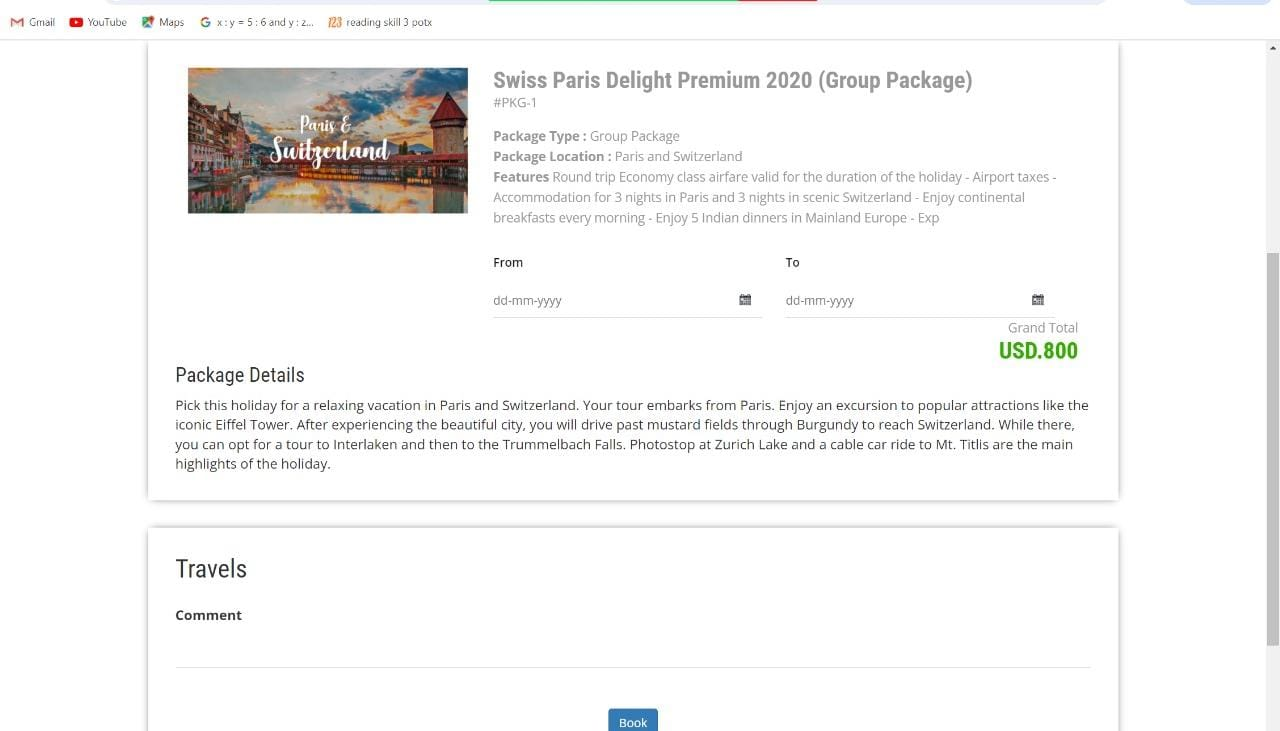 Gmail YouTube Maps x : y = 5 : 6 and y : z... reading skill 3 potx
Paris &
Switzerland
Swiss Paris Delight Premium 2020 (Group Package)
#PKG-1
Package Type : Group Package
Package Location : Paris and Switzerland
Features Round trip Economy class airfare valid for the duration of the holiday - Airport taxes -
Accommodation for 3 nights in Paris and 3 nights in scenic Switzerland - Enjoy continental
breakfasts every morning - Enjoy 5 Indian dinners in Mainland Europe - Exp
From To
dd-mm-yyyy dd-mm-yyyy
Grand Total
USD.800
Package Details
Pick this holiday for a relaxing vacation in Paris and Switzerland. Your tour embarks from Paris. Enjoy an excursion to popular attractions like the
iconic Eiffel Tower. After experiencing the beautiful city, you will drive past mustard fields through Burgundy to reach Switzerland. While there,
you can opt for a tour to Interlaken and then to the Trummelbach Falls. Photostop at Zurich Lake and a cable car ride to Mt. Titlis are the main
highlights of the holiday.
Travels
Comment
Book